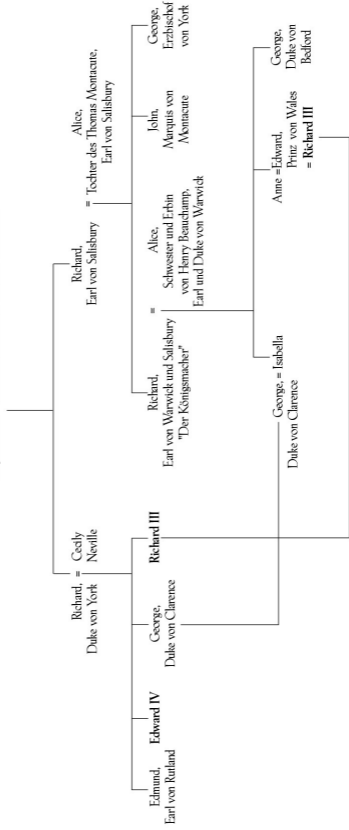 Richard, = Cecily
Duke von York Neville
Richard,
Earl von Salisbury
Alice,
= Tochter des Thomas Montacute,
Earl von Salisbury
Edmund,
Earl von Rutland
Edward IV
George,
Duke von Clarence
Richard III
Richard,
Earl von Warwick und Salisbury
"Der Königsmacher"
=
Alice,
Schwester und Erbin
von Henry Beauchamp,
Earl und Duke von Warwick
John,
Marquis von
Montacute
George,
Erzbischof
von York
George, = Isabella
Duke von Clarence
Anne =Edward,
Prinz von Wales
= Richard III
George,
Duke von
Bedford